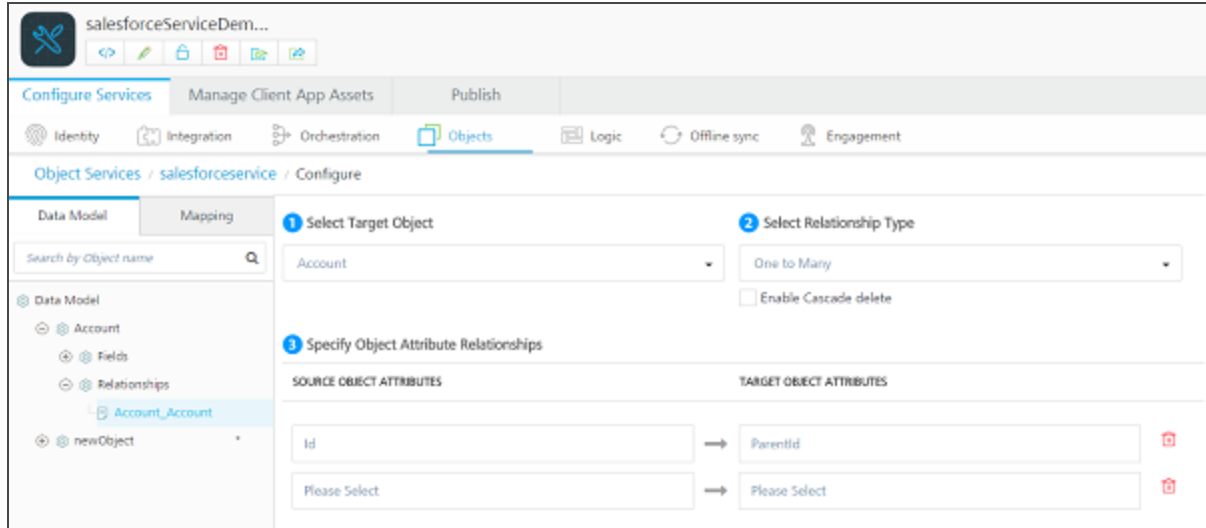 salesforceServiceDem...
Configure Services Manage Client App Assets Publish
Identity Integration Orchestration Objects Logic Offline sync Engagement
Object Services / salesforceservice / Configure
Data Model Mapping
Search by Object name
Data Model
Account
Fields
Relationships
Account_Account
newObject *
1 Select Target Object
Account
2 Select Relationship Type
One to Many
Enable Cascade delete
3 Specify Object Attribute Relationships
SOURCE OBJECT ATTRIBUTES TARGET OBJECT ATTRIBUTES
Id ParentId
Please Select Please Select